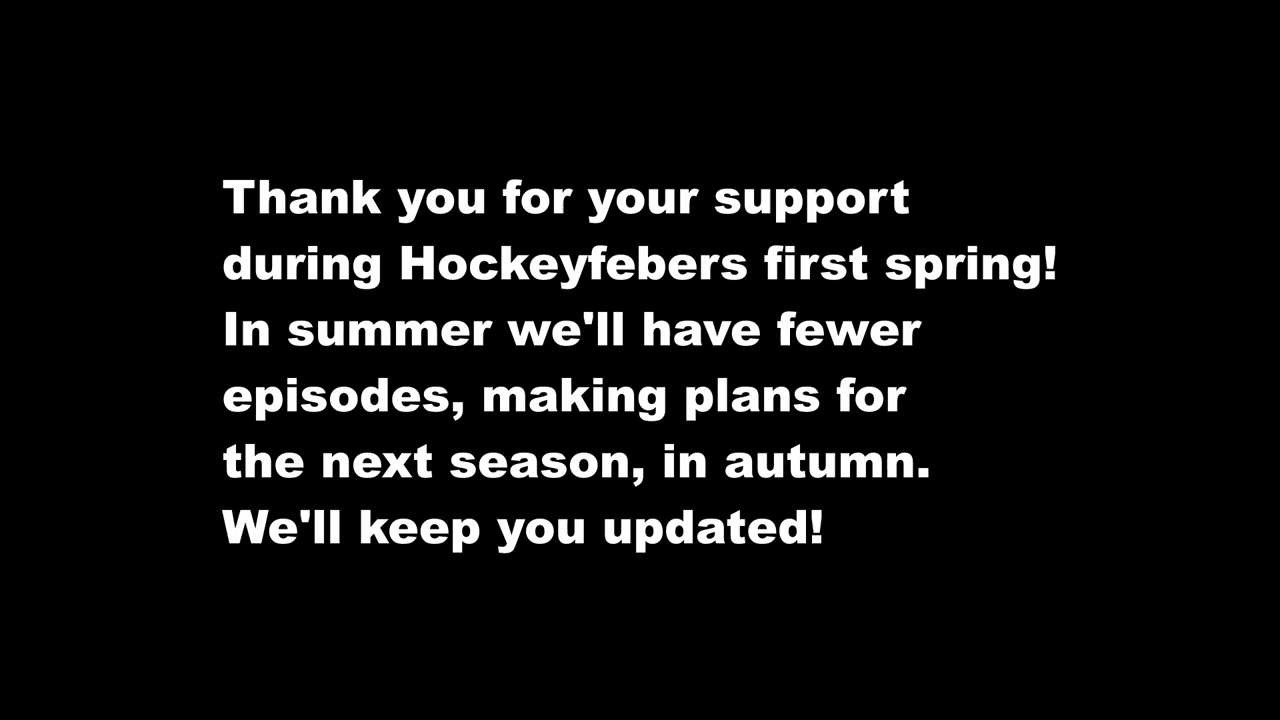 Thank you for your support
during Hockeyfebers first spring!
In summer we'll have fewer
episodes, making plans for
the next season, in autumn.
We'll keep you updated!